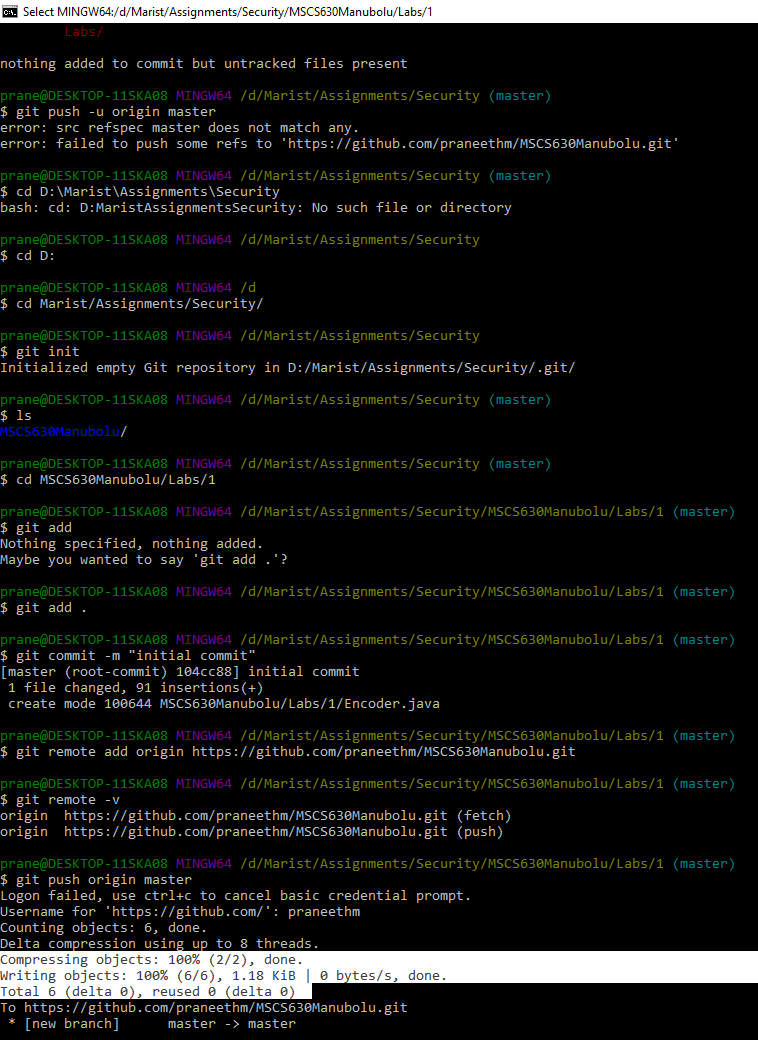 Select MINGW64:/d/Marist/Assignments/Security/MSCS630Manubolu/Labs/1
Labs/
nothing added to commit but untracked files present
prane@DESKTOP-11SKA08 MINGW64 /d/Marist/Assignments/Security (master)
$ git push -u origin master
error: src refspec master does not match any.
error: failed to push some refs to 'https://github.com/praneethm/MSCS630Manubolu.git'
prane@DESKTOP-11SKA08 MINGW64 /d/Marist/Assignments/Security (master)
$ cd D:\Marist\Assignments\Security
bash: cd: D:MaristAssignmentsSecurity: No such file or directory
prane@DESKTOP-11SKA08 MINGW64 /d/Marist/Assignments/Security
$ cd D:
prane@DESKTOP-11SKA08 MINGW64 /d
$ cd Marist/Assignments/Security/
prane@DESKTOP-11SKA08 MINGW64 /d/Marist/Assignments/Security
$ git init
Initialized empty Git repository in D:/Marist/Assignments/Security/.git/
prane@DESKTOP-11SKA08 MINGW64 /d/Marist/Assignments/Security (master)
$ ls
MSCS630Manubolu/
prane@DESKTOP-11SKA08 MINGW64 /d/Marist/Assignments/Security (master)
$ cd MSCS630Manubolu/Labs/1
prane@DESKTOP-11SKA08 MINGW64 /d/Marist/Assignments/Security/MSCS630Manubolu/Labs/1 (master)
$ git add
Nothing specified, nothing added.
Maybe you wanted to say 'git add .'?
prane@DESKTOP-11SKA08 MINGW64 /d/Marist/Assignments/Security/MSCS630Manubolu/Labs/1 (master)
$ git add .
prane@DESKTOP-11SKA08 MINGW64 /d/Marist/Assignments/Security/MSCS630Manubolu/Labs/1 (master)
$ git commit -m "initial commit"
[master (root-commit) 104cc88] initial commit
1 file changed, 91 insertions(+)
create mode 100644 MSCS630Manubolu/Labs/1/Encoder.java
prane@DESKTOP-11SKA08 MINGW64 /d/Marist/Assignments/Security/MSCS630Manubolu/Labs/1 (master)
$ git remote add origin https://github.com/praneethm/MSCS630Manubolu.git
prane@DESKTOP-11SKA08 MINGW64 /d/Marist/Assignments/Security/MSCS630Manubolu/Labs/1 (master)
$ git remote -v
origin  https://github.com/praneethm/MSCS630Manubolu.git (fetch)
origin  https://github.com/praneethm/MSCS630Manubolu.git (push)
prane@DESKTOP-11SKA08 MINGW64 /d/Marist/Assignments/Security/MSCS630Manubolu/Labs/1 (master)
$ git push origin master
Logon failed, use ctrl+c to cancel basic credential prompt.
Username for 'https://github.com/': praneethm
Counting objects: 6, done.
Delta compression using up to 8 threads.
Compressing objects: 100% (2/2), done.
Writing objects: 100% (6/6), 1.18 KiB | 0 bytes/s, done.
Total 6 (delta 0), reused 0 (delta 0)
To https://github.com/praneethm/MSCS630Manubolu.git
* [new branch]      master -> master